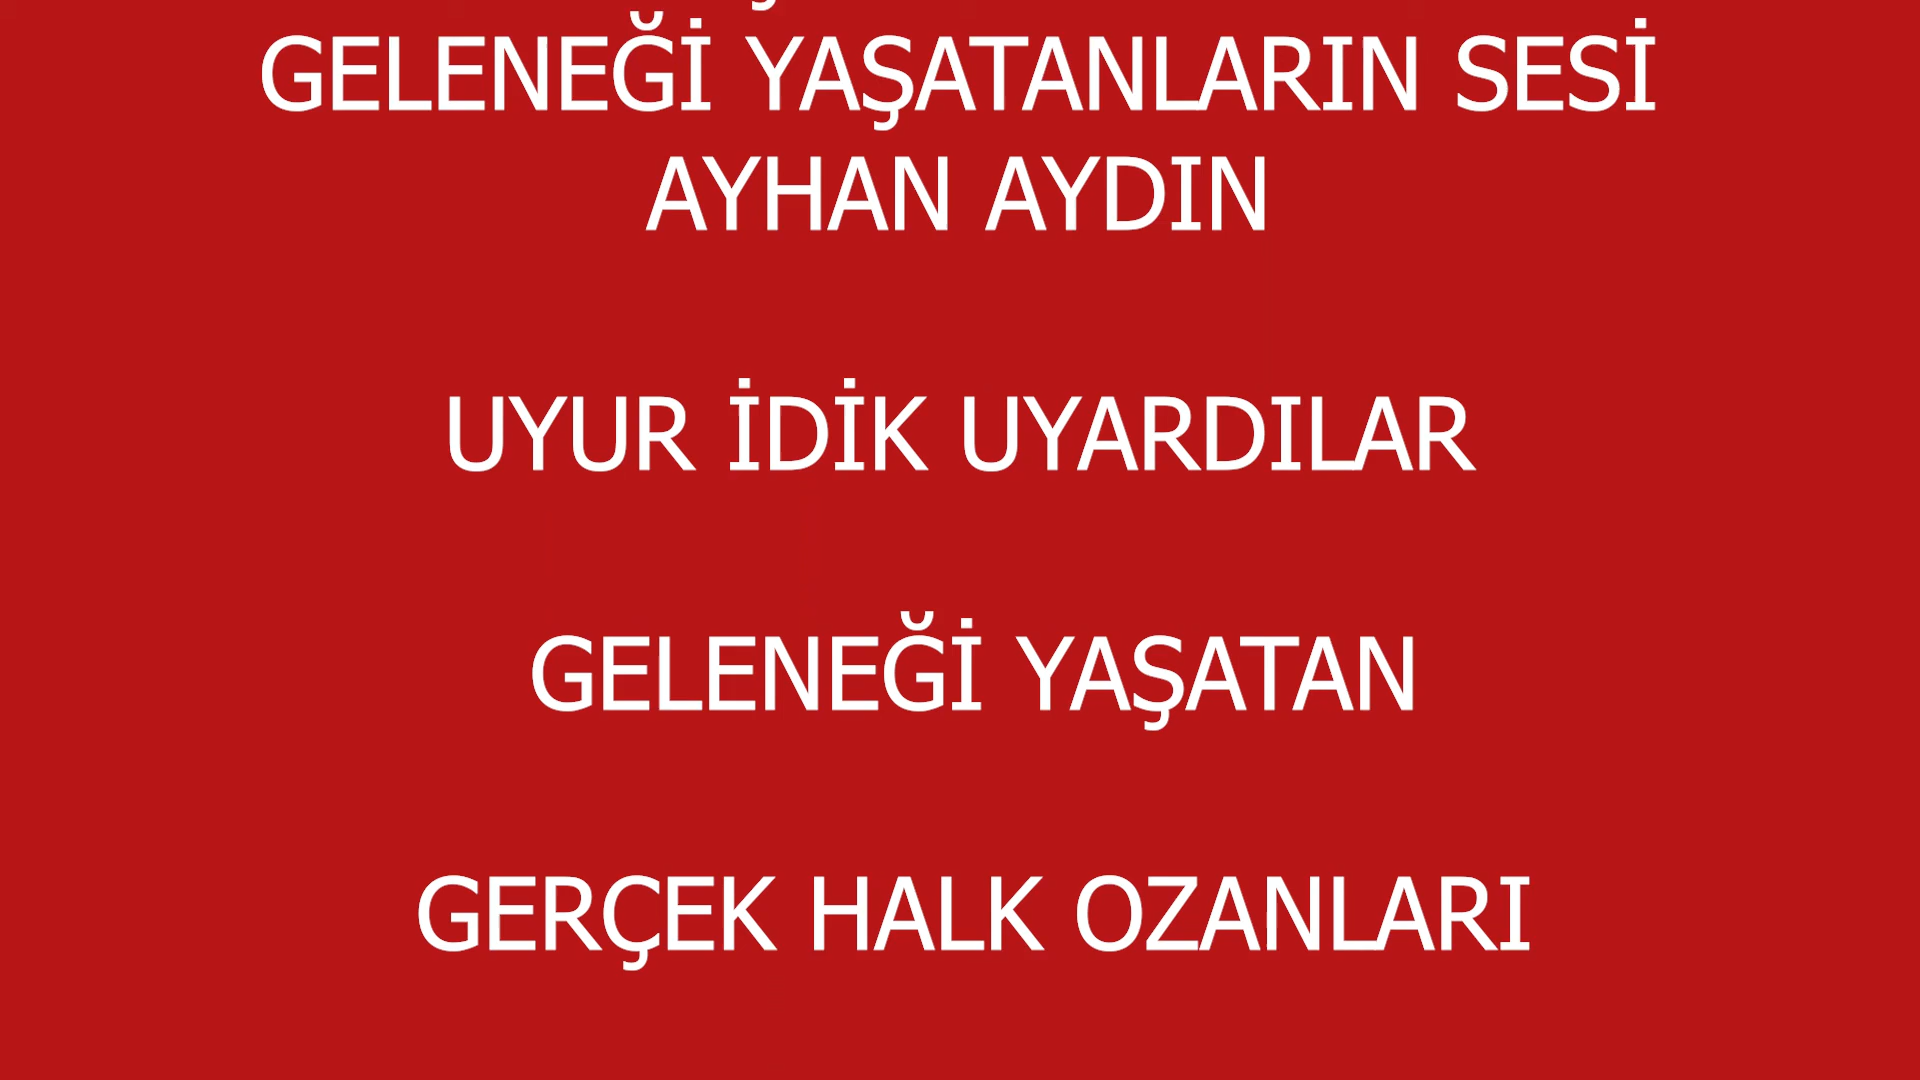 GELENEĞİ YAŞATANLARIN SESİ
AYHAN AYDIN
UYUR İDİK UYARDILAR
GELENEĞİ YAŞATAN
GERÇEK HALK OZANLARI